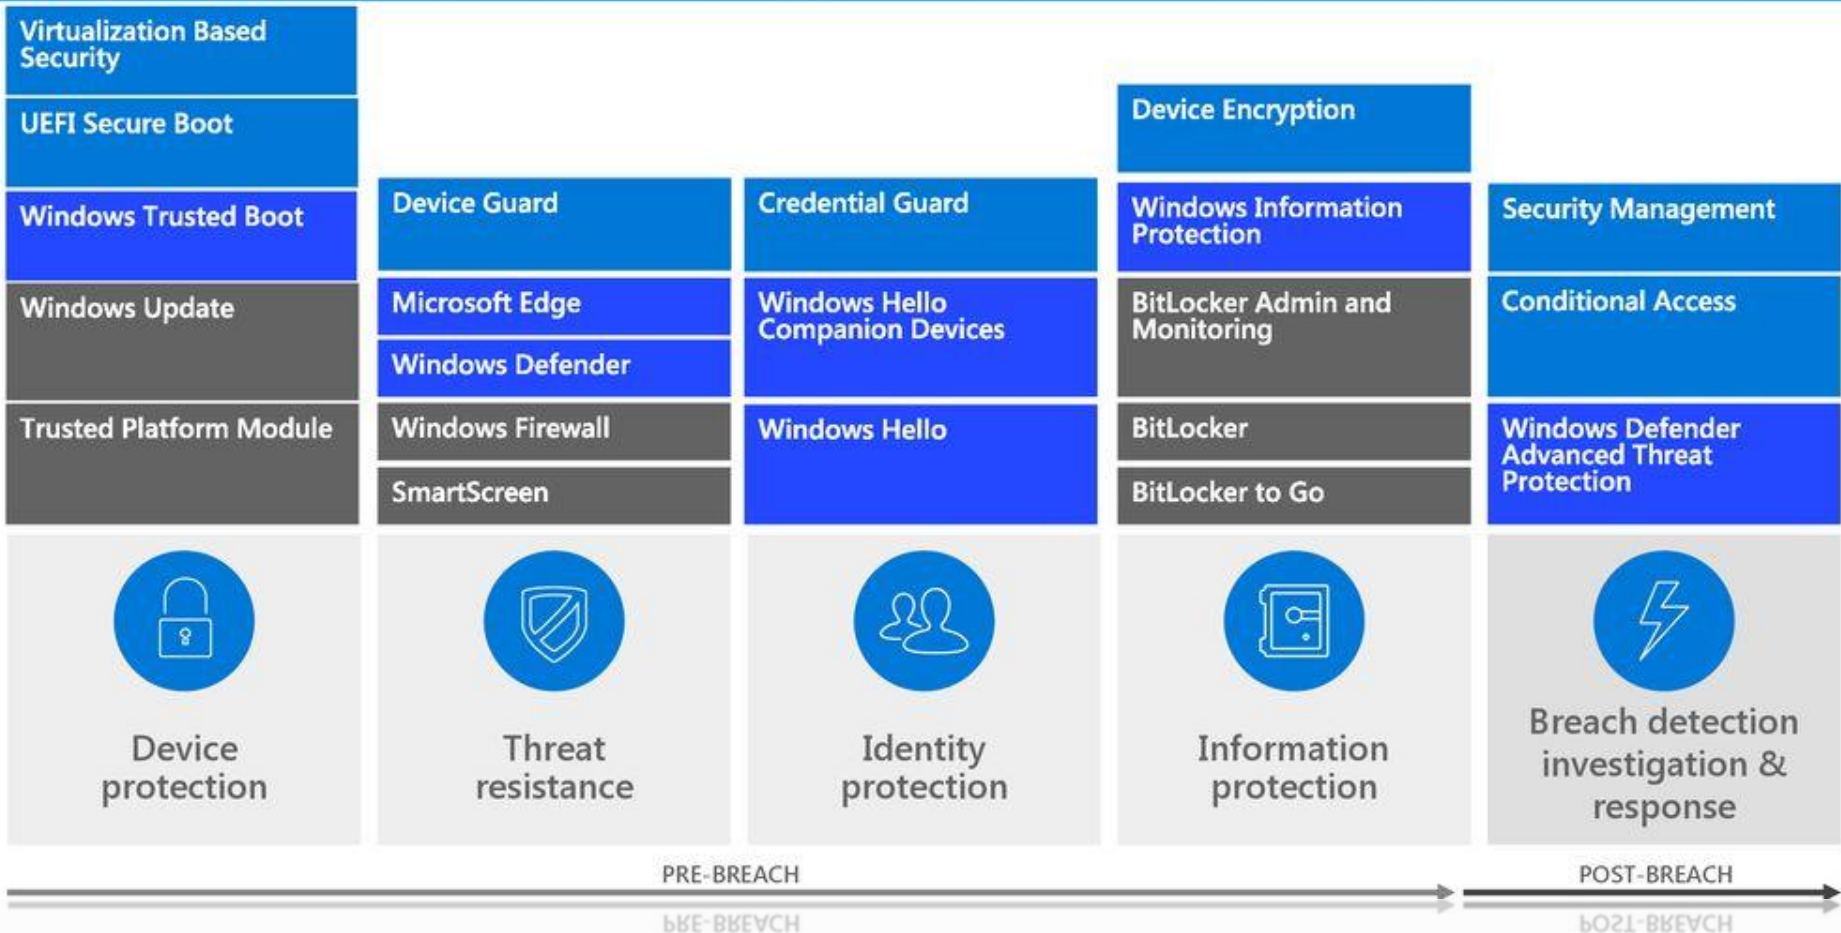 Virtualization Based
Security
UEFI Secure Boot
Windows Trusted Boot
Windows Update
Trusted Platform Module
Device
protection
Device Guard
Microsoft Edge
Windows Defender
Windows Firewall
SmartScreen
Threat
resistance
Credential Guard
Windows Hello
Companion Devices
Windows Hello
Identity
protection
Device Encryption
Windows Information
Protection
BitLocker Admin and
Monitoring
BitLocker
BitLocker to Go
Information
protection
Security Management
Conditional Access
Windows Defender
Advanced Threat
Protection
Breach detection
investigation &
response
PRE-BREACH
POST-BREACH